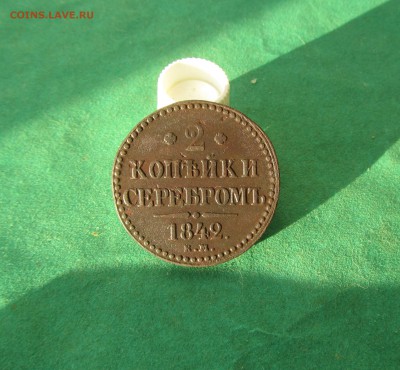 COINS.LAVE.RU
2
КОПѢЙКИ
СЕРЕБРОМЪ
1842.